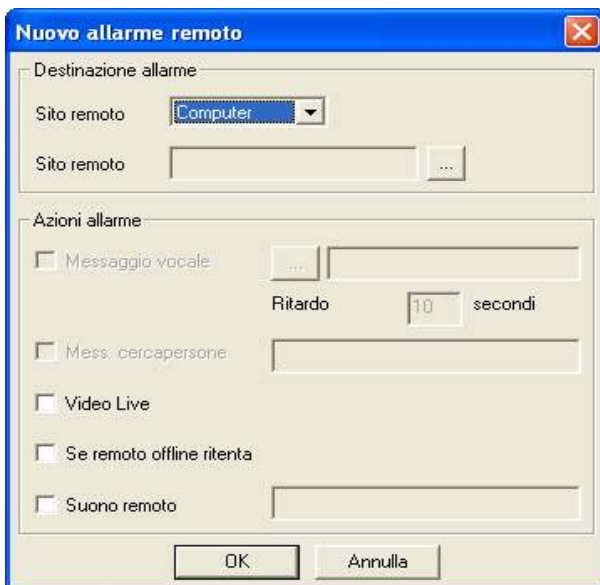 Nuovo allarme remoto
Destinazione allarme
Sito remoto Computer
Sito remoto ...
Azioni allarme
Messaggio vocale ...
Ritardo 10 secondi
Mess. cercapersone
Video Live
Se remoto offline ritenta
Suono remoto
OK Annulla